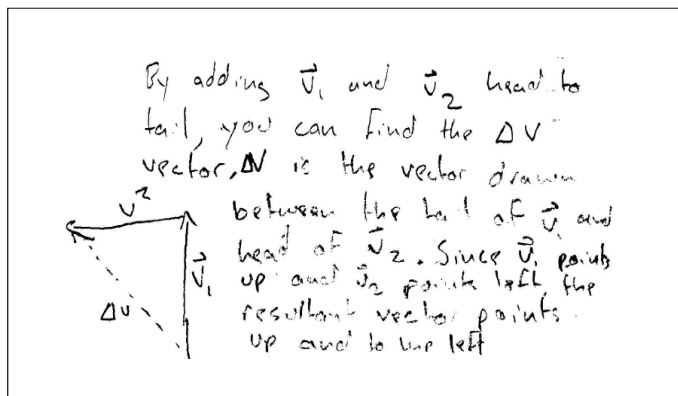 By adding v⃗₁ and v⃗₂ head to
tail, you can find the Δv
vector. Δv is the vector drawn
between the tail of v⃗₁ and
head of v⃗₂. Since v⃗₁ points
up and v⃗₂ points left, the
resultant vector points
up and to the left
v²
v⃗₁
Δv